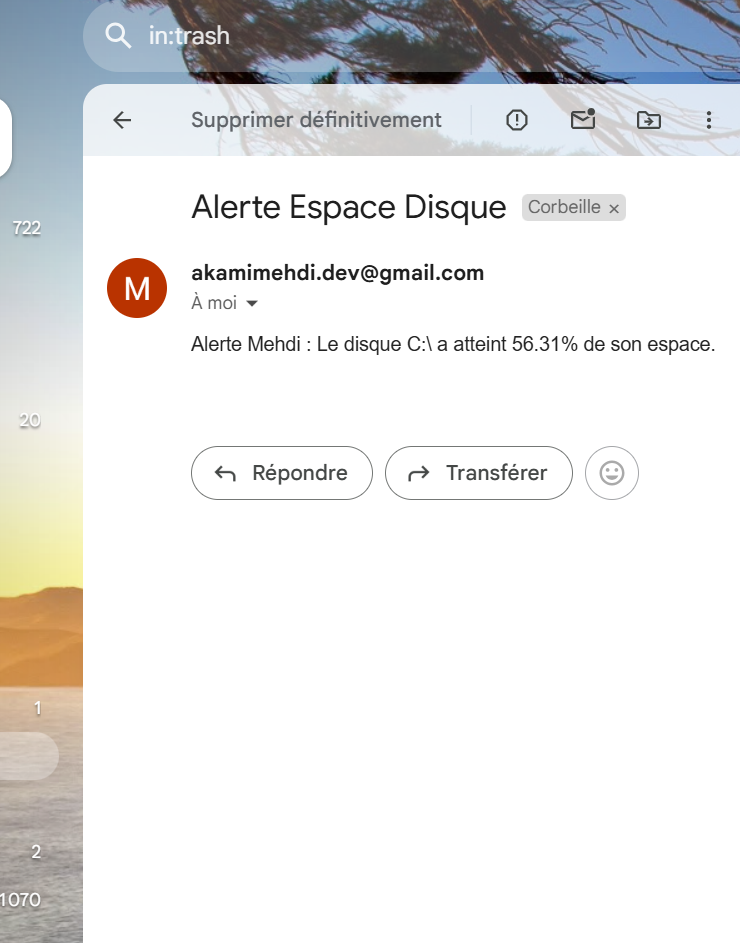 in:trash
Supprimer définitivement
722
Alerte Espace Disque Corbeille ×
M
akamimehdi.dev@gmail.com
À moi
Alerte Mehdi : Le disque C:\ a atteint 56.31% de son espace.
20
Répondre Transférer
1
2
1070